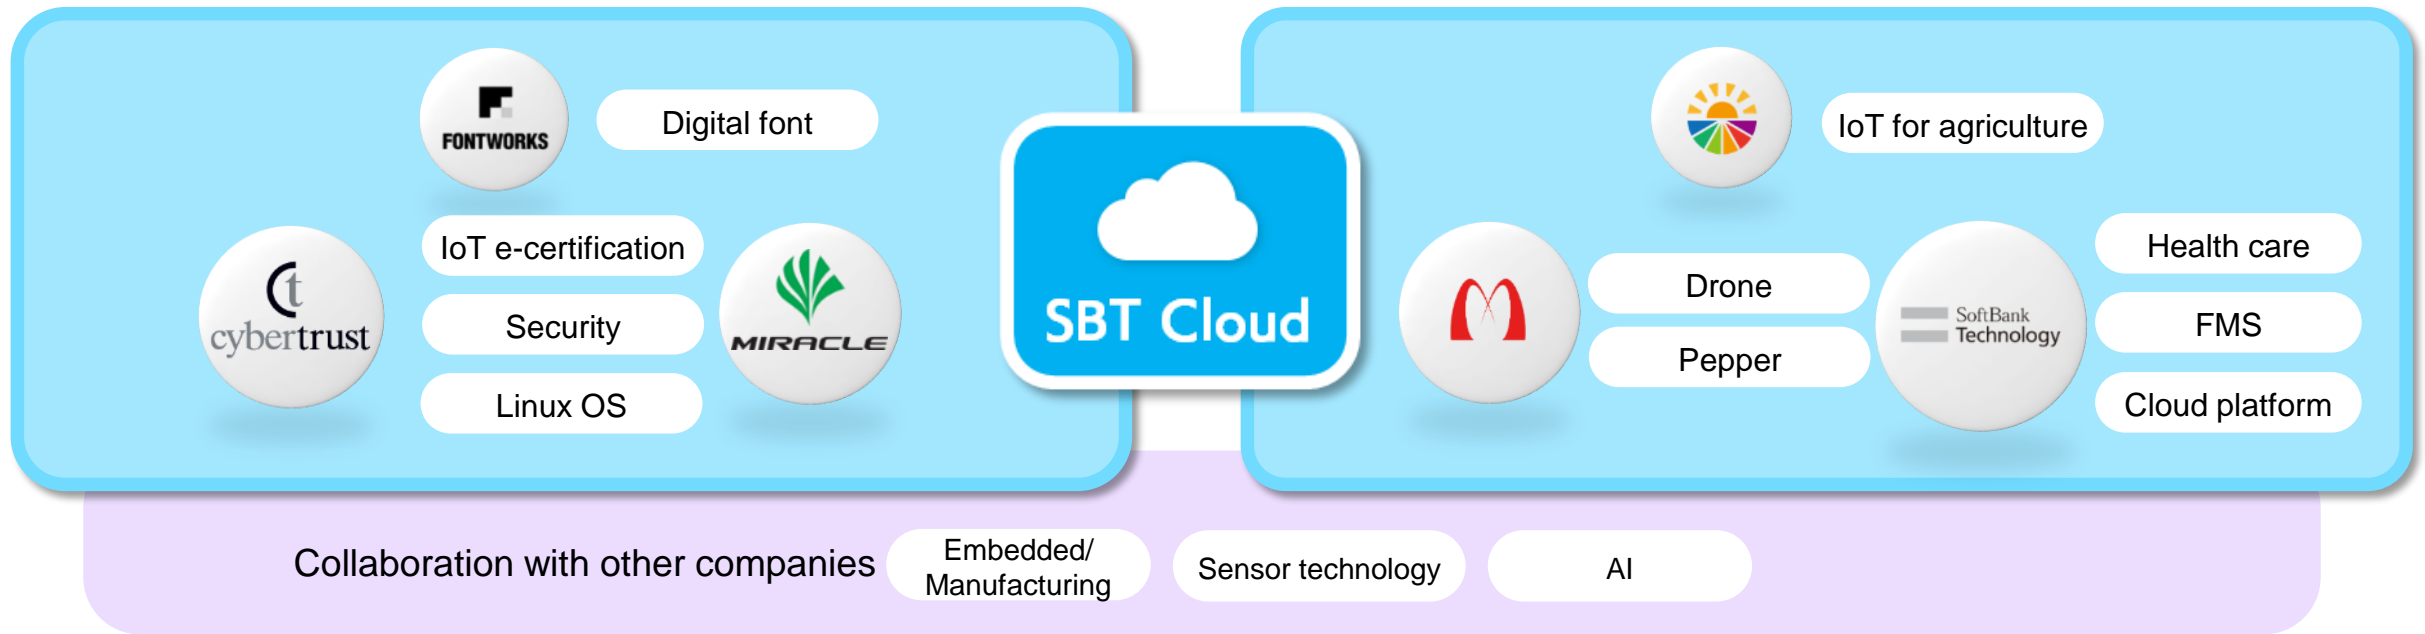 FONTWORKS
Digital font
IoT e-certification
Security
Linux OS
cybertrust
MIRACLE
SBT Cloud
IoT for agriculture
Drone
Pepper
SoftBank
Technology
Health care
FMS
Cloud platform
Collaboration with other companies
Embedded/
Manufacturing
Sensor technology
AI